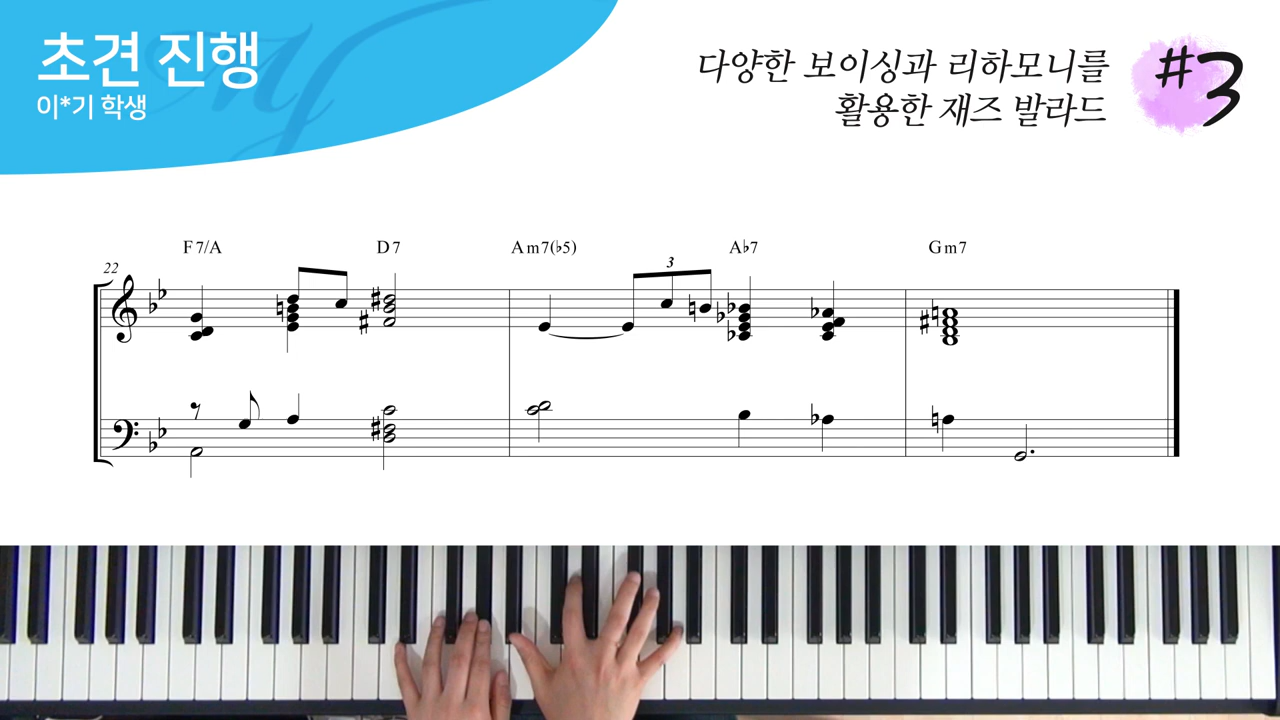 초견 진행
이*기 학생
다양한 보이싱과 리하모니를
활용한 재즈 발라드
#3
F7/A D7 Am7(♭5) A♭7 Gm7
22
3